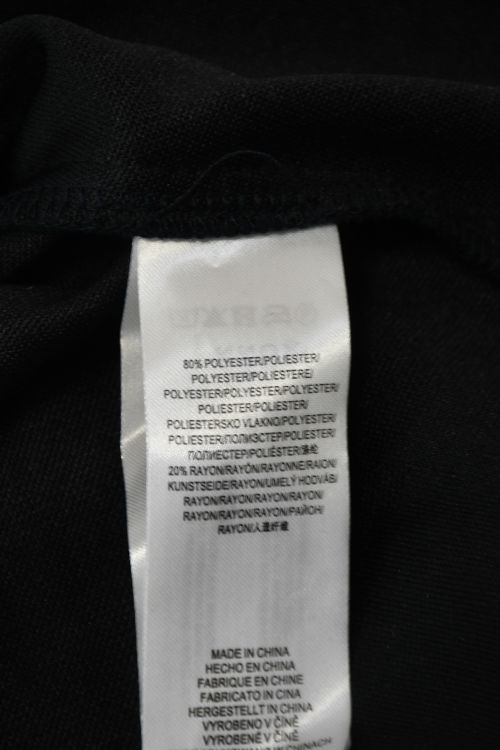 80% POLYESTER/POLIESTER/
POLYESTER/POLIESTERE/
POLYESTER/POLYESTER/POLYESTER/
POLIESTER/POLIESTER/
POLIESTERSKO VLAKNO/POLYESTER/
POLIESTER/ПОЛИЭСТЕР/POLIESTER/
ПОЛИЕСТЕР/POLIÉSTER/涤纶
20% RAYON/RAYÓN/RAYONNE/RAION/
KUNSTSEIDE/RAYON/UMELÝ HODVÁB/
RAYON/RAYON/RAYON/RAYON/
RAYON/RAYON/RAYON/РАЙОН/
RAYON/人造纤维
MADE IN CHINA
HECHO EN CHINA
FABRIQUE EN CHINE
FABRICATO IN CINA
HERGESTELLT IN CHINA
VYROBENO V ČÍNĚ
VYROBENÉ V ČÍNE